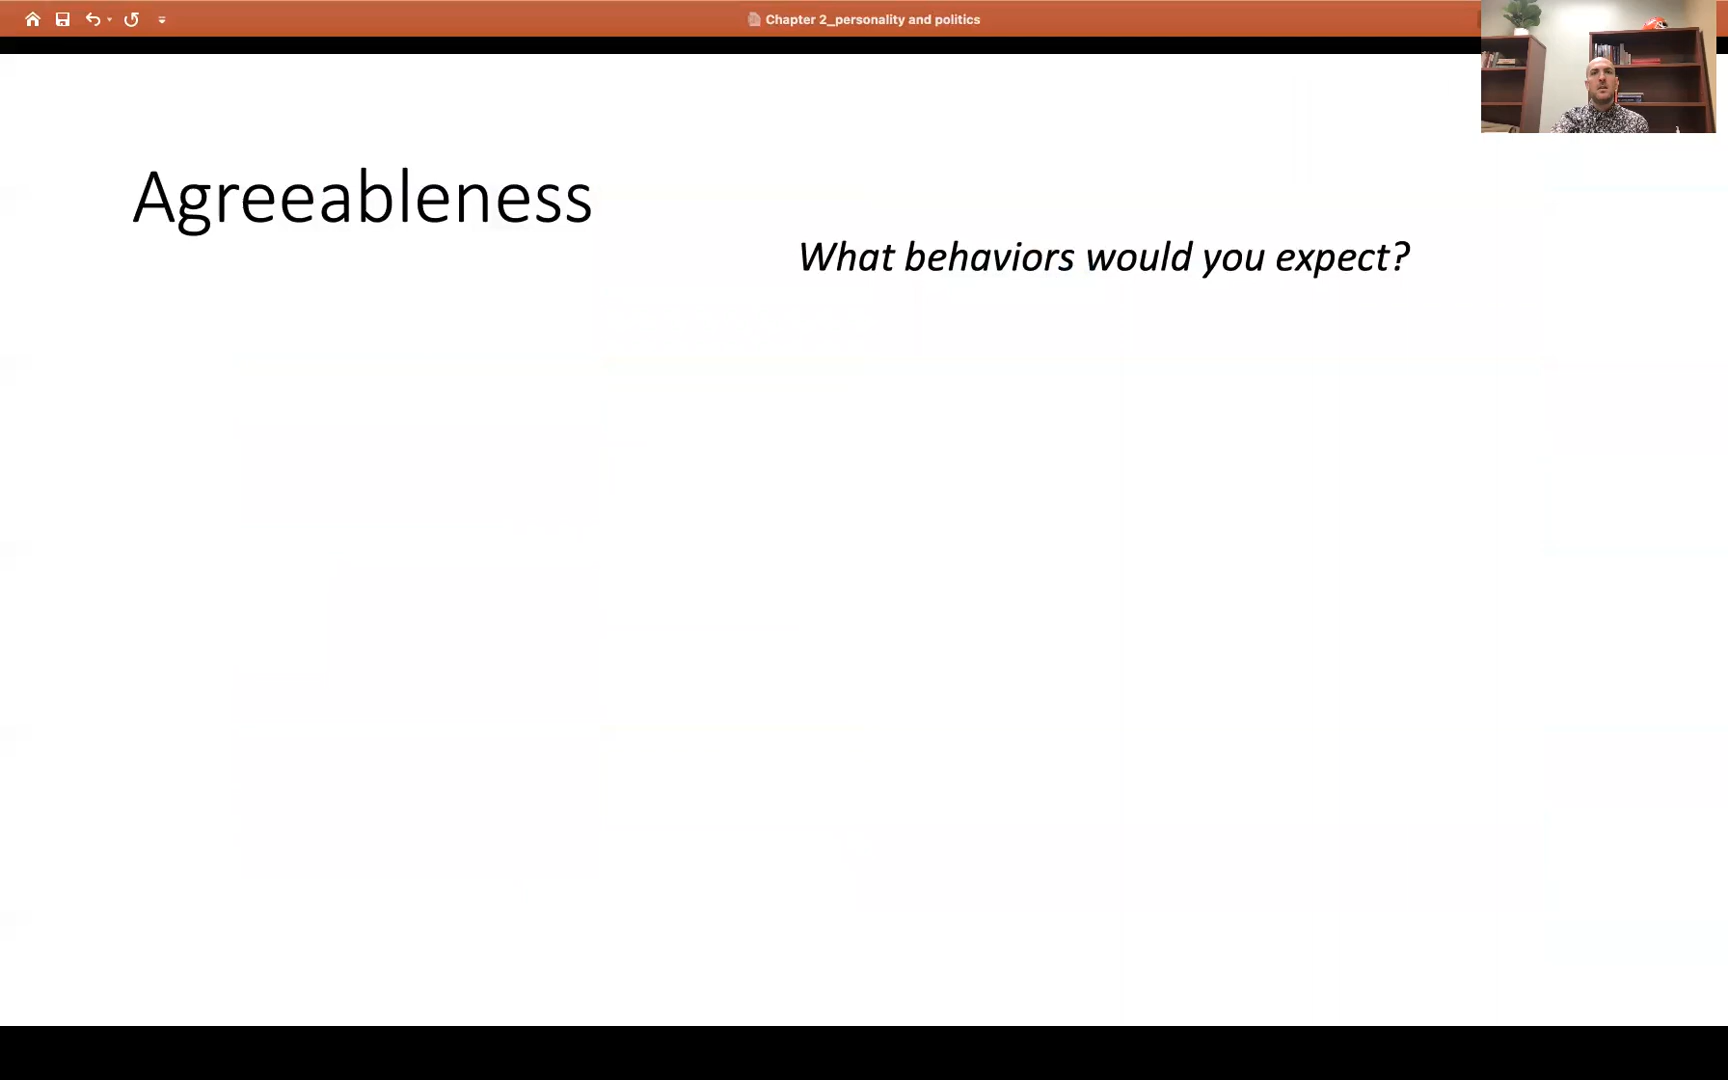 Chapter 2_personality and politics
Agreeableness
What behaviors would you expect?